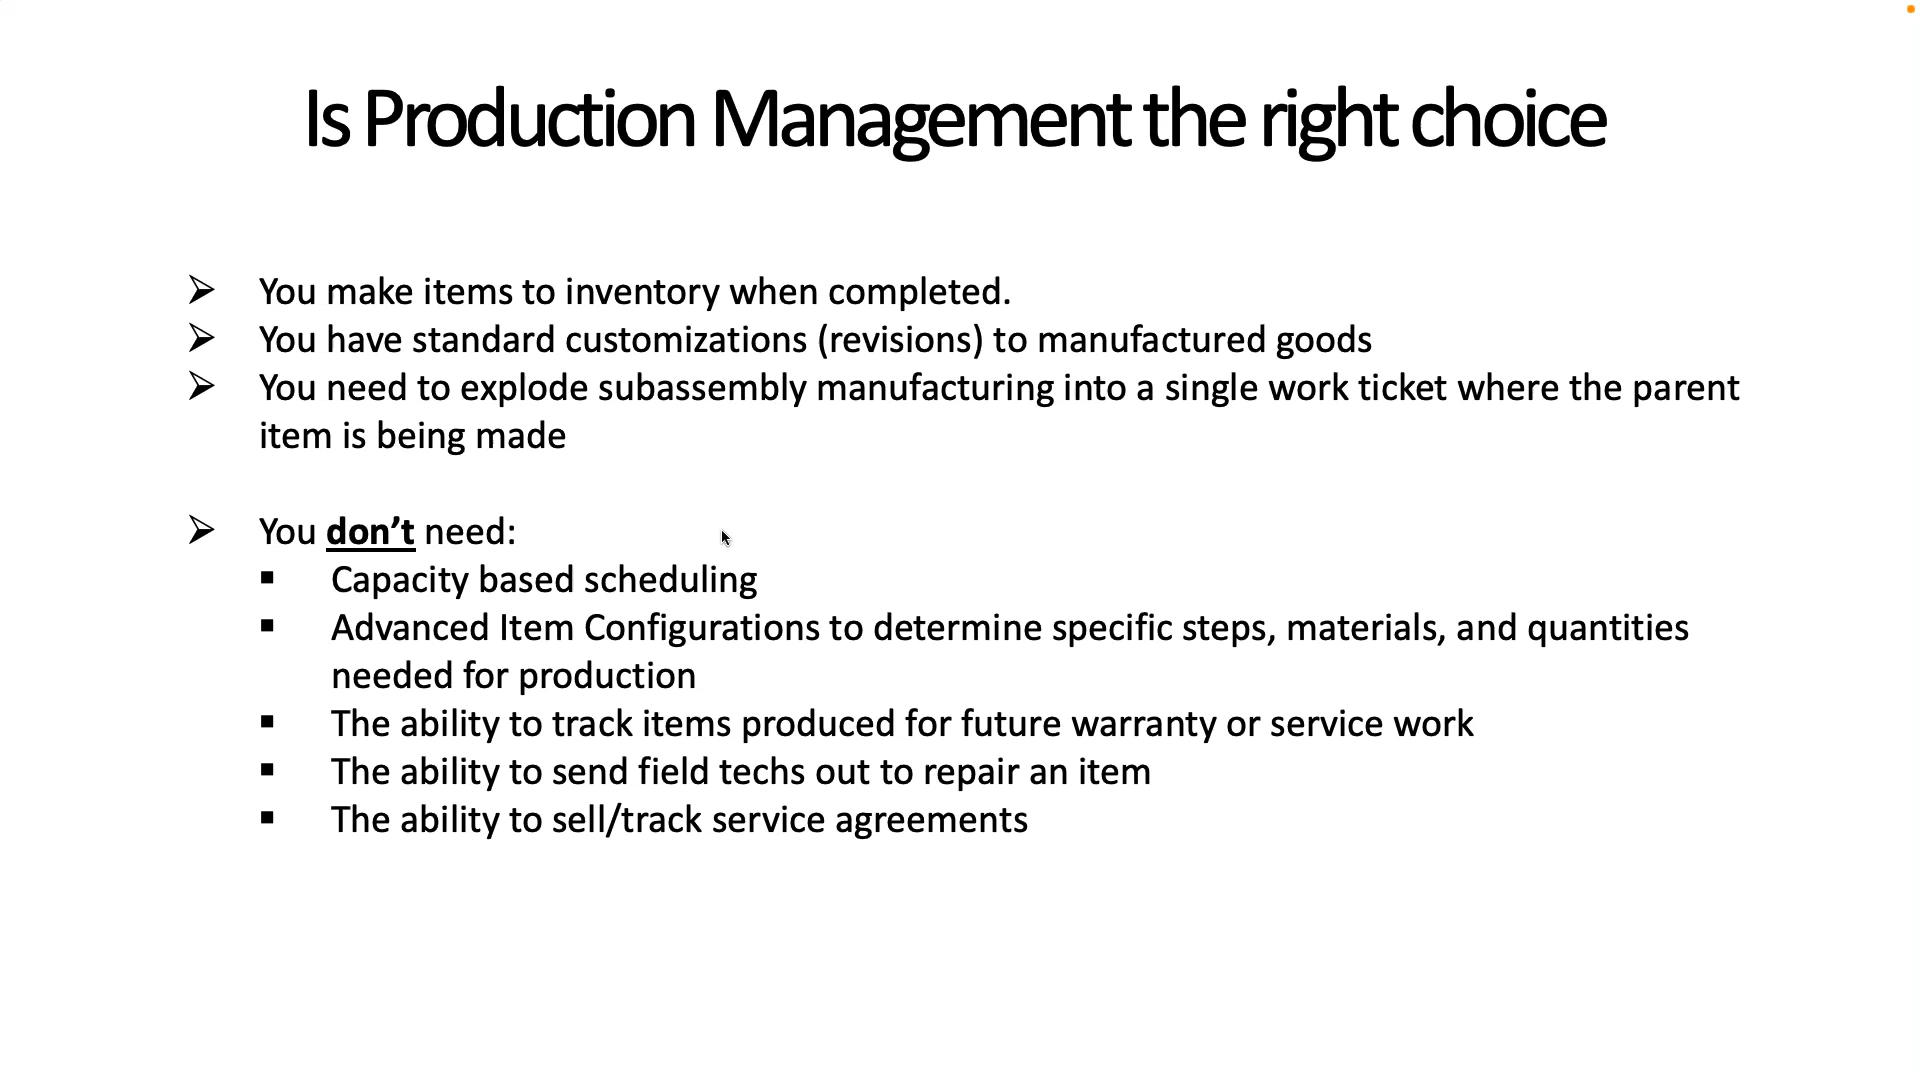 Is Production Management the right choice
➢ You make items to inventory when completed.
➢ You have standard customizations (revisions) to manufactured goods
➢ You need to explode subassembly manufacturing into a single work ticket where the parent
item is being made
➢ You don’t need:
▪ Capacity based scheduling
▪ Advanced Item Configurations to determine specific steps, materials, and quantities
needed for production
▪ The ability to track items produced for future warranty or service work
▪ The ability to send field techs out to repair an item
▪ The ability to sell/track service agreements